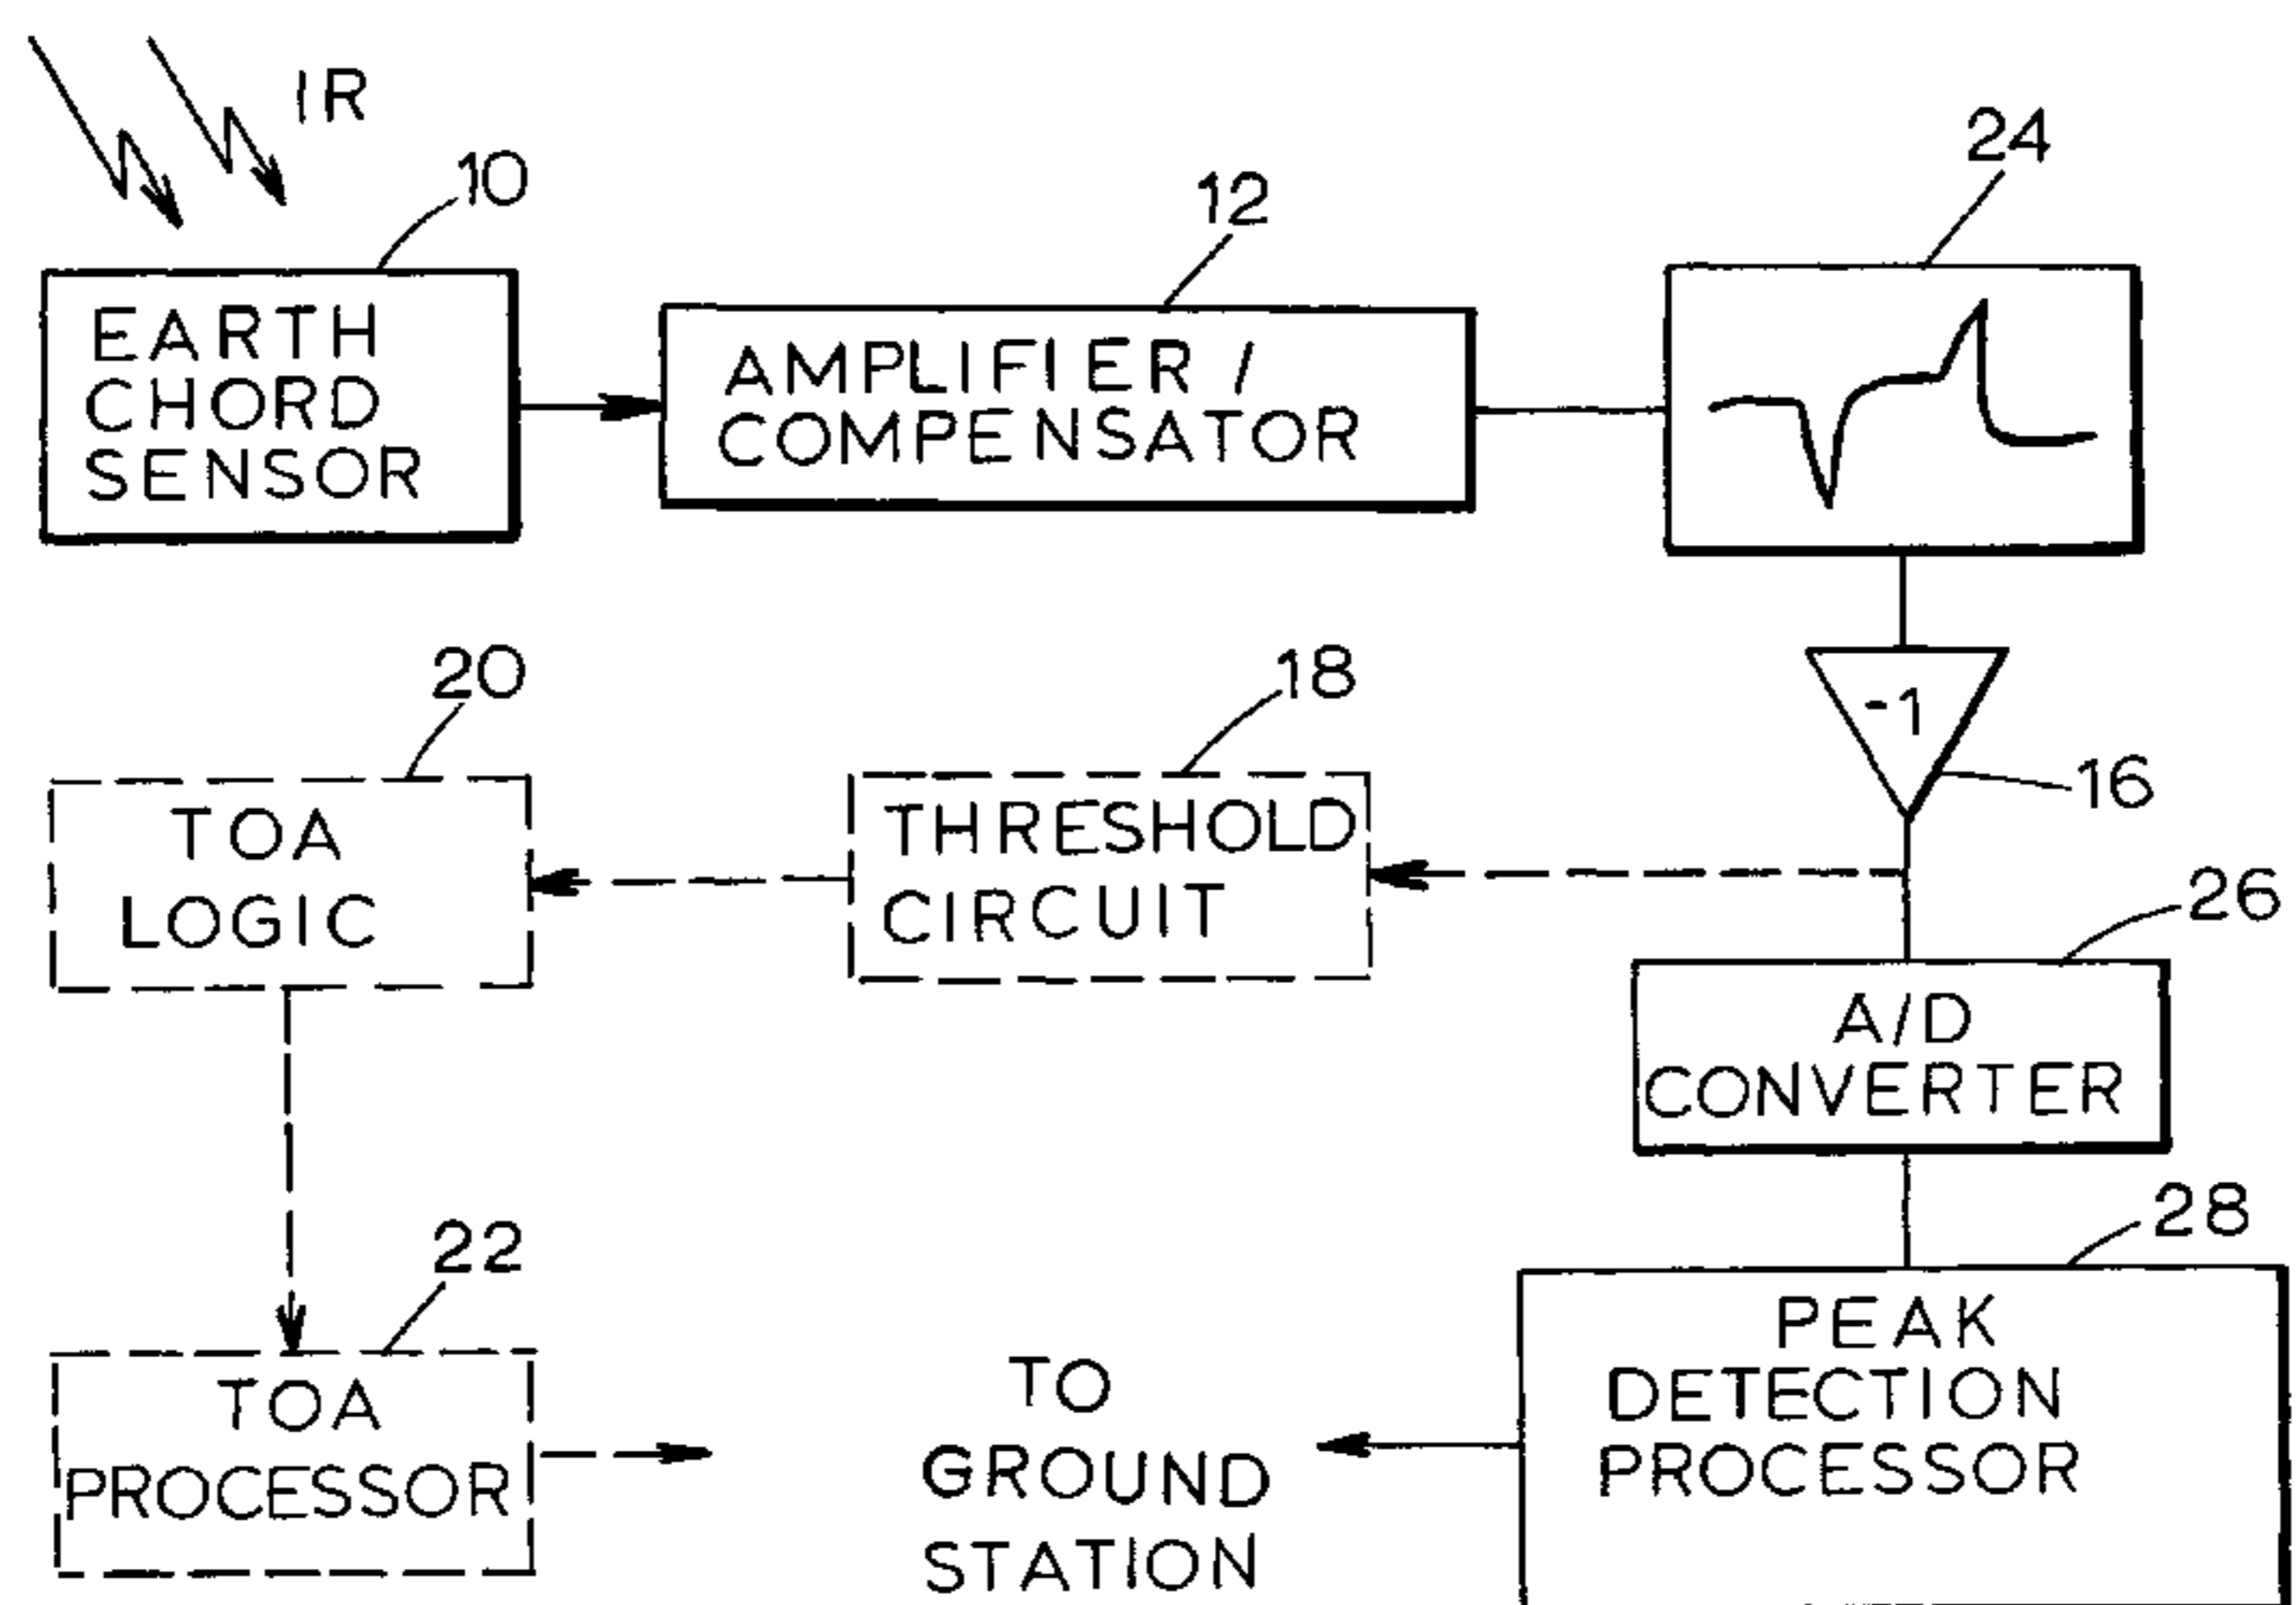 IR
10
EARTH
CHORD
SENSOR
12
AMPLIFIER /
COMPENSATOR
24
-1
16
18
THRESHOLD
CIRCUIT
20
TOA
LOGIC
22
TOA
PROCESSOR
26
A/D
CONVERTER
28
PEAK
DETECTION
PROCESSOR
TO
GROUND
STATION